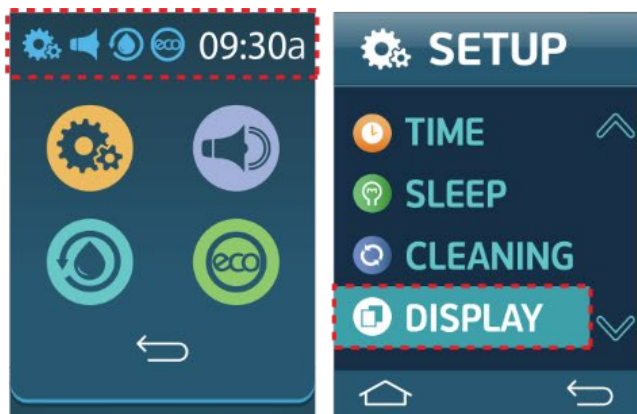 eco 09:30a
eco
SETUP
TIME
SLEEP
CLEANING
DISPLAY